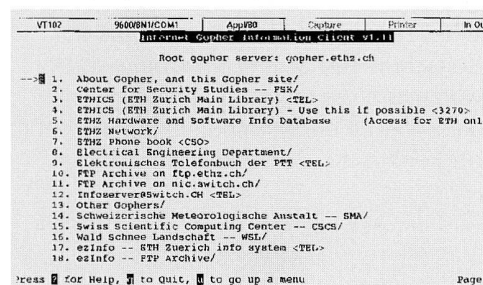 VT102 9600/8N1/COM1 AppV80 Capture Printer In Ou
Internet Gopher Information Client v1.11
Root gopher server: gopher.ethz.ch
--> 1. About Gopher, and this Gopher site/
2. Center for Security Studies -- FSK/
3. ETHICS (ETH Zurich Main Library) <TEL>
4. ETHICS (ETH Zurich Main Library) - Use this if possible <3270>
5. ETHZ Hardware and Software Info Database (Access for ETH onl
6. ETHZ Network/
7. ETHZ Phone book <CSO>
8. Electrical Engineering Department/
9. Elektronisches Telefonbuch der PTT <TEL>
10. FTP Archive on ftp.ethz.ch/
11. FTP Archive on nic.switch.ch/
12. Infoserver@Switch.CH <TEL>
13. Other Gophers/
14. Schweizerische Meteorologische Anstalt -- SMA/
15. Swiss Scientific Computing Center -- CSCS/
16. Wald Schnee Landschaft -- WSL/
17. ezInfo -- ETH Zuerich info system <TEL>
18. ezInfo -- FTP Archive/
Press ? for Help, q to Quit, u to go up a menu Page